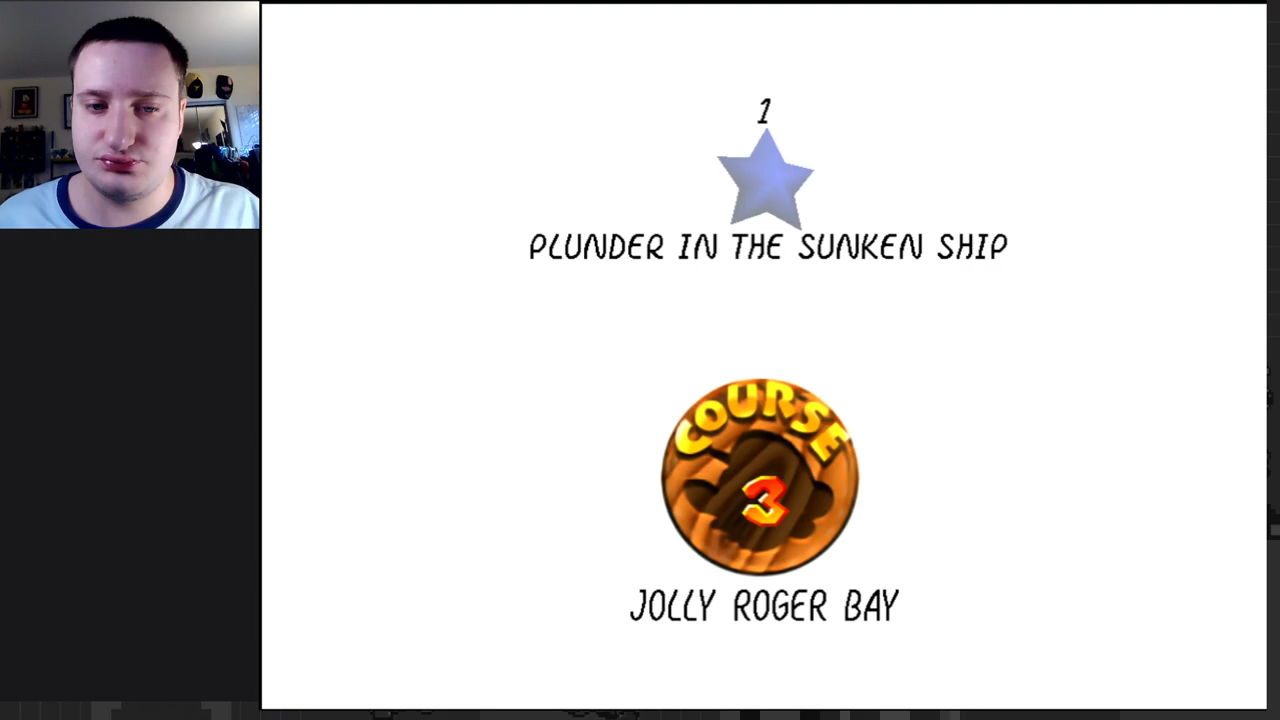 1
PLUNDER IN THE SUNKEN SHIP
COURSE
3
JOLLY ROGER BAY